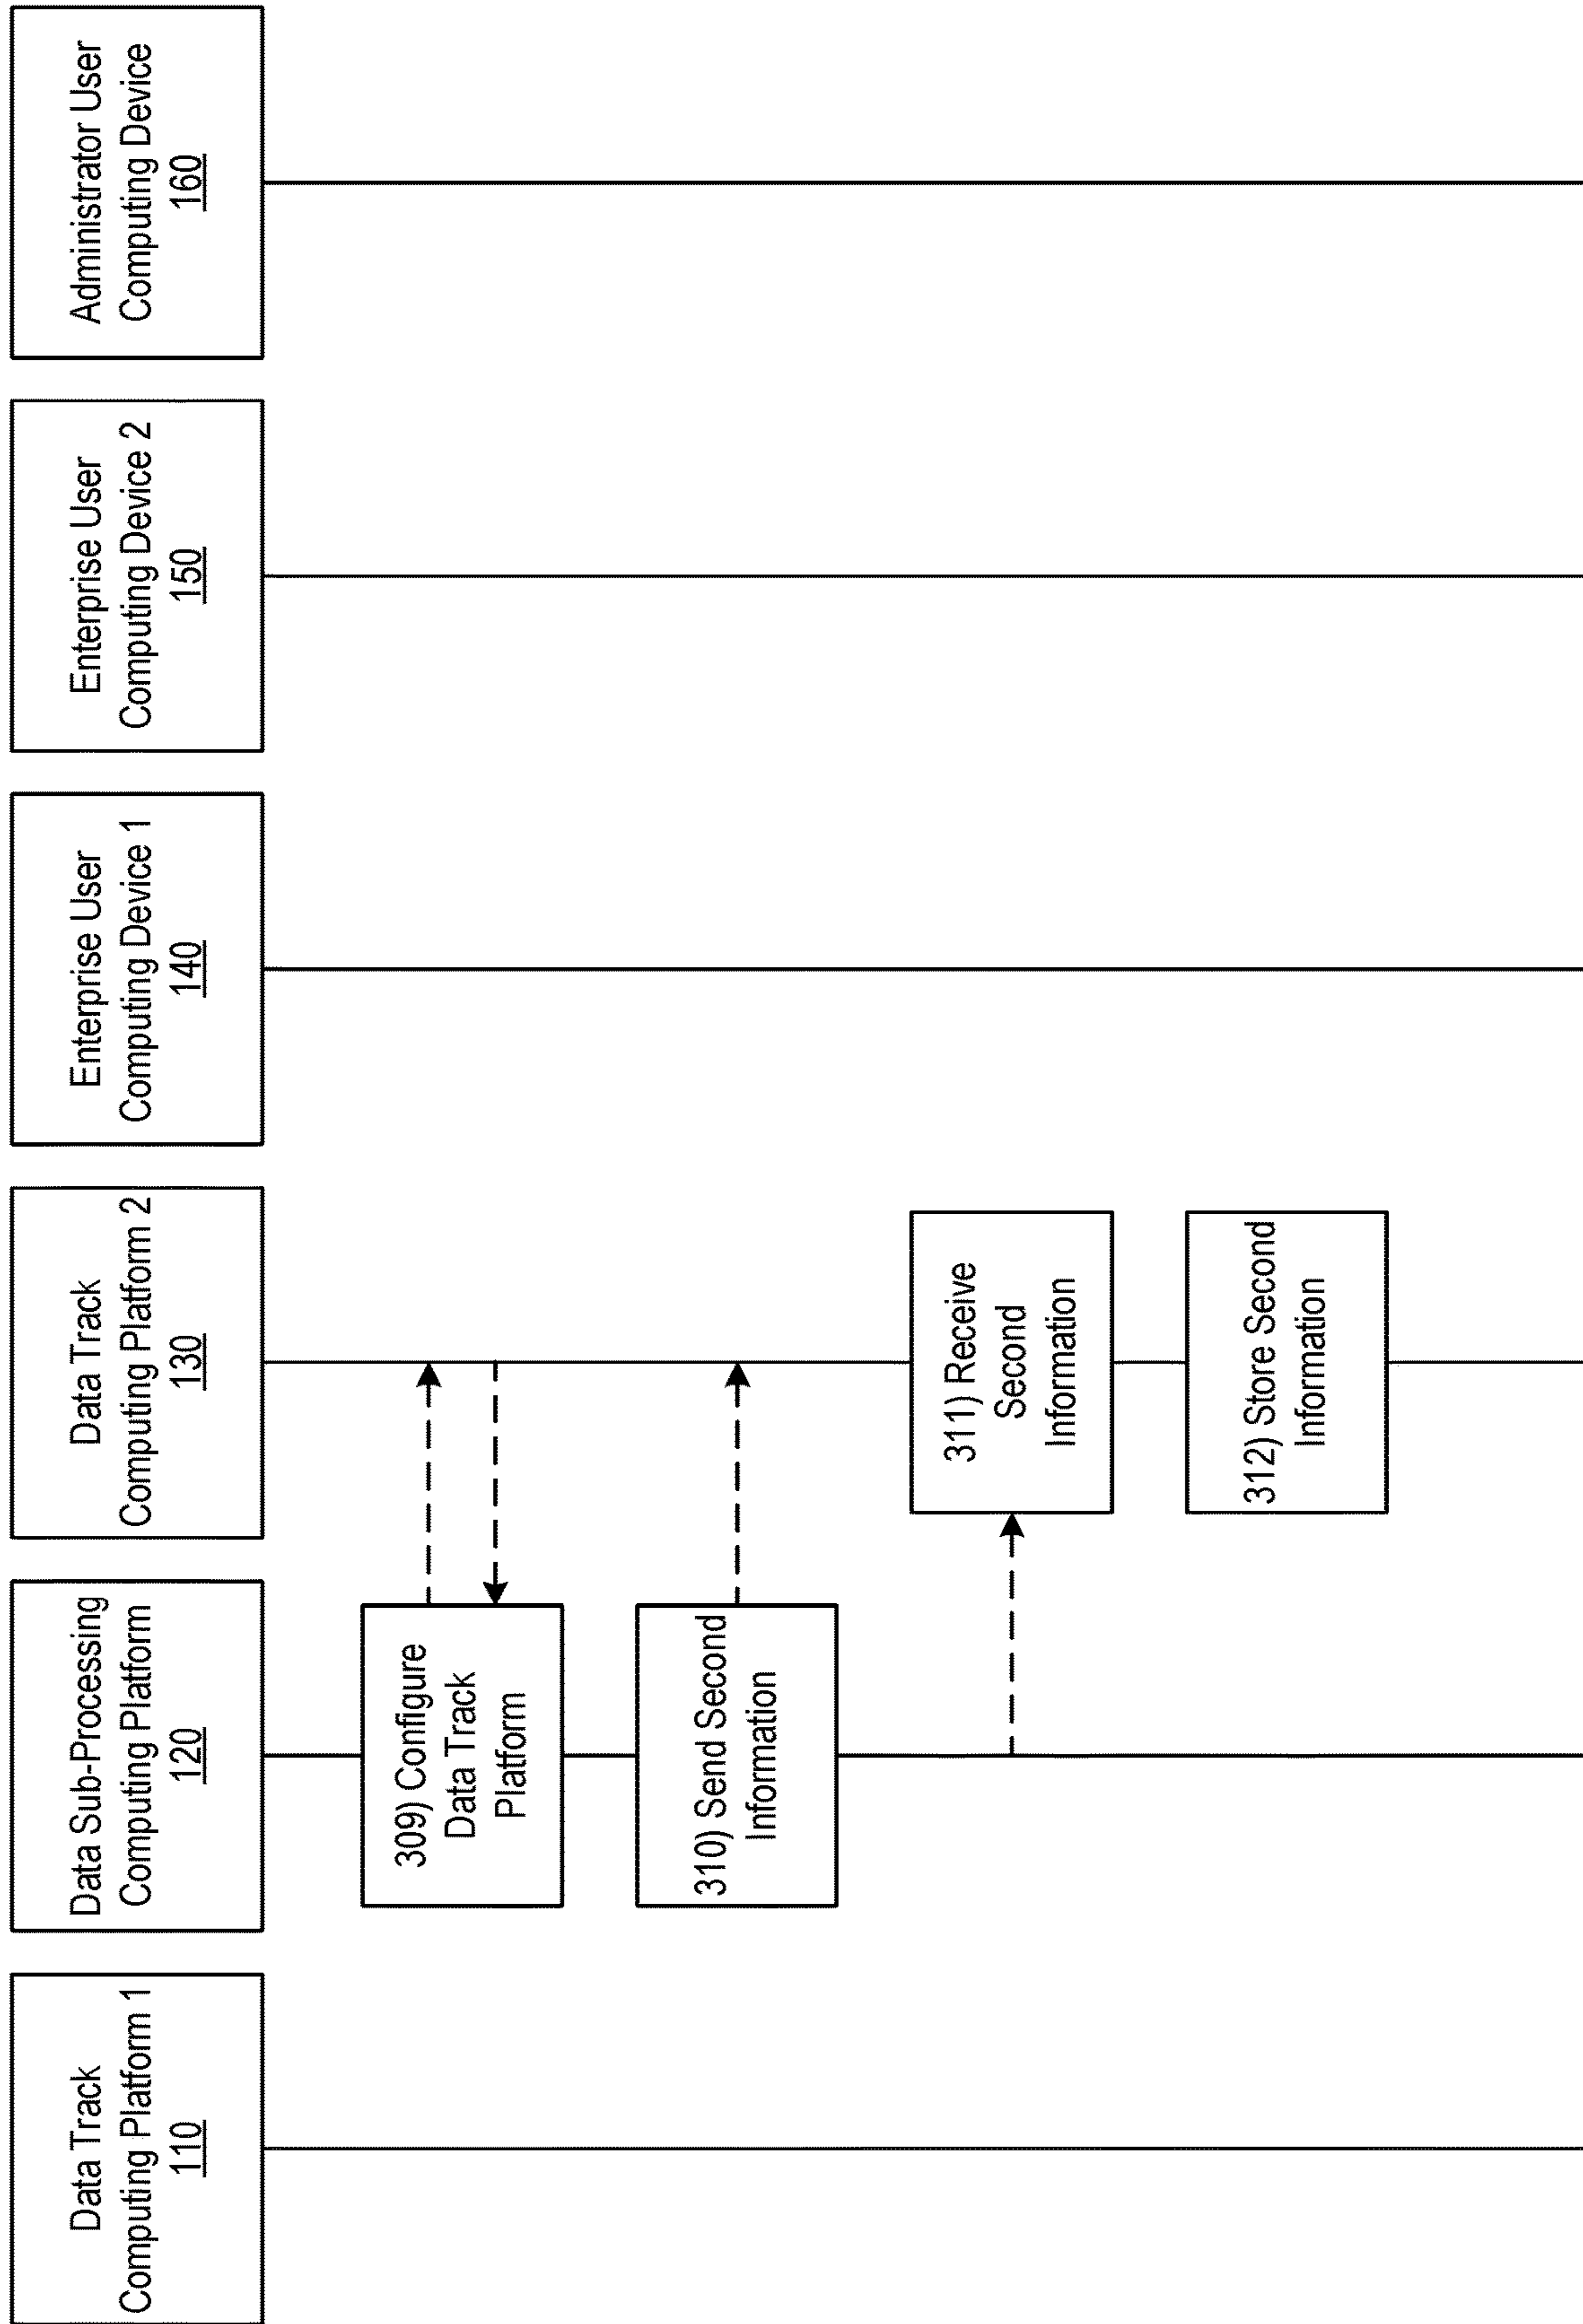 Data Track
Computing Platform 1
110
Data Sub-Processing
Computing Platform
120
Data Track
Computing Platform 2
130
Enterprise User
Computing Device 1
140
Enterprise User
Computing Device 2
150
Administrator User
Computing Device
160
309) Configure
Data Track
Platform
310) Send Second
Information
311) Receive
Second
Information
312) Store Second
Information